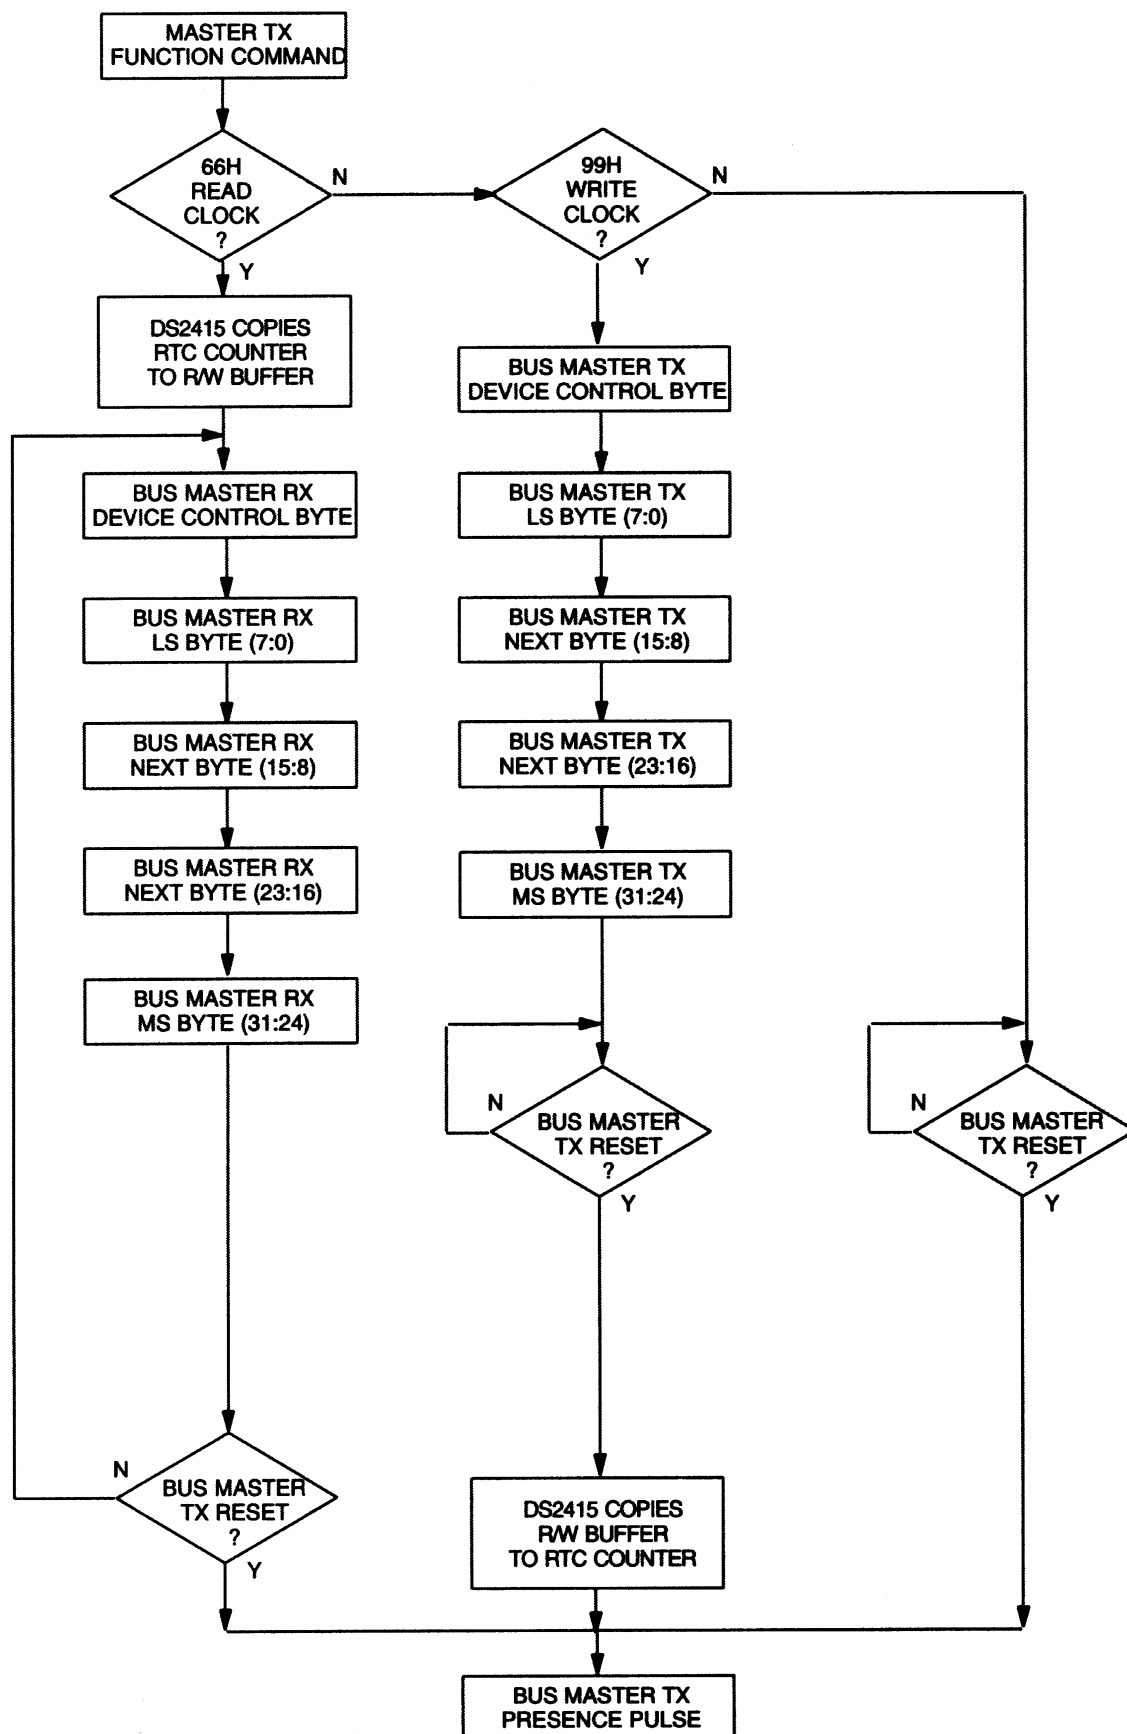 MASTER TX
FUNCTION COMMAND
66H
READ
CLOCK
?
N
Y
99H
WRITE
CLOCK
?
N
Y
DS2415 COPIES
RTC COUNTER
TO R/W BUFFER
BUS MASTER RX
DEVICE CONTROL BYTE
BUS MASTER RX
LS BYTE (7:0)
BUS MASTER RX
NEXT BYTE (15:8)
BUS MASTER RX
NEXT BYTE (23:16)
BUS MASTER RX
MS BYTE (31:24)
N
BUS MASTER
TX RESET
?
Y
BUS MASTER TX
DEVICE CONTROL BYTE
BUS MASTER TX
LS BYTE (7:0)
BUS MASTER TX
NEXT BYTE (15:8)
BUS MASTER TX
NEXT BYTE (23:16)
BUS MASTER TX
MS BYTE (31:24)
N
BUS MASTER
TX RESET
?
Y
DS2415 COPIES
R/W BUFFER
TO RTC COUNTER
N
BUS MASTER
TX RESET
?
Y
BUS MASTER TX
PRESENCE PULSE